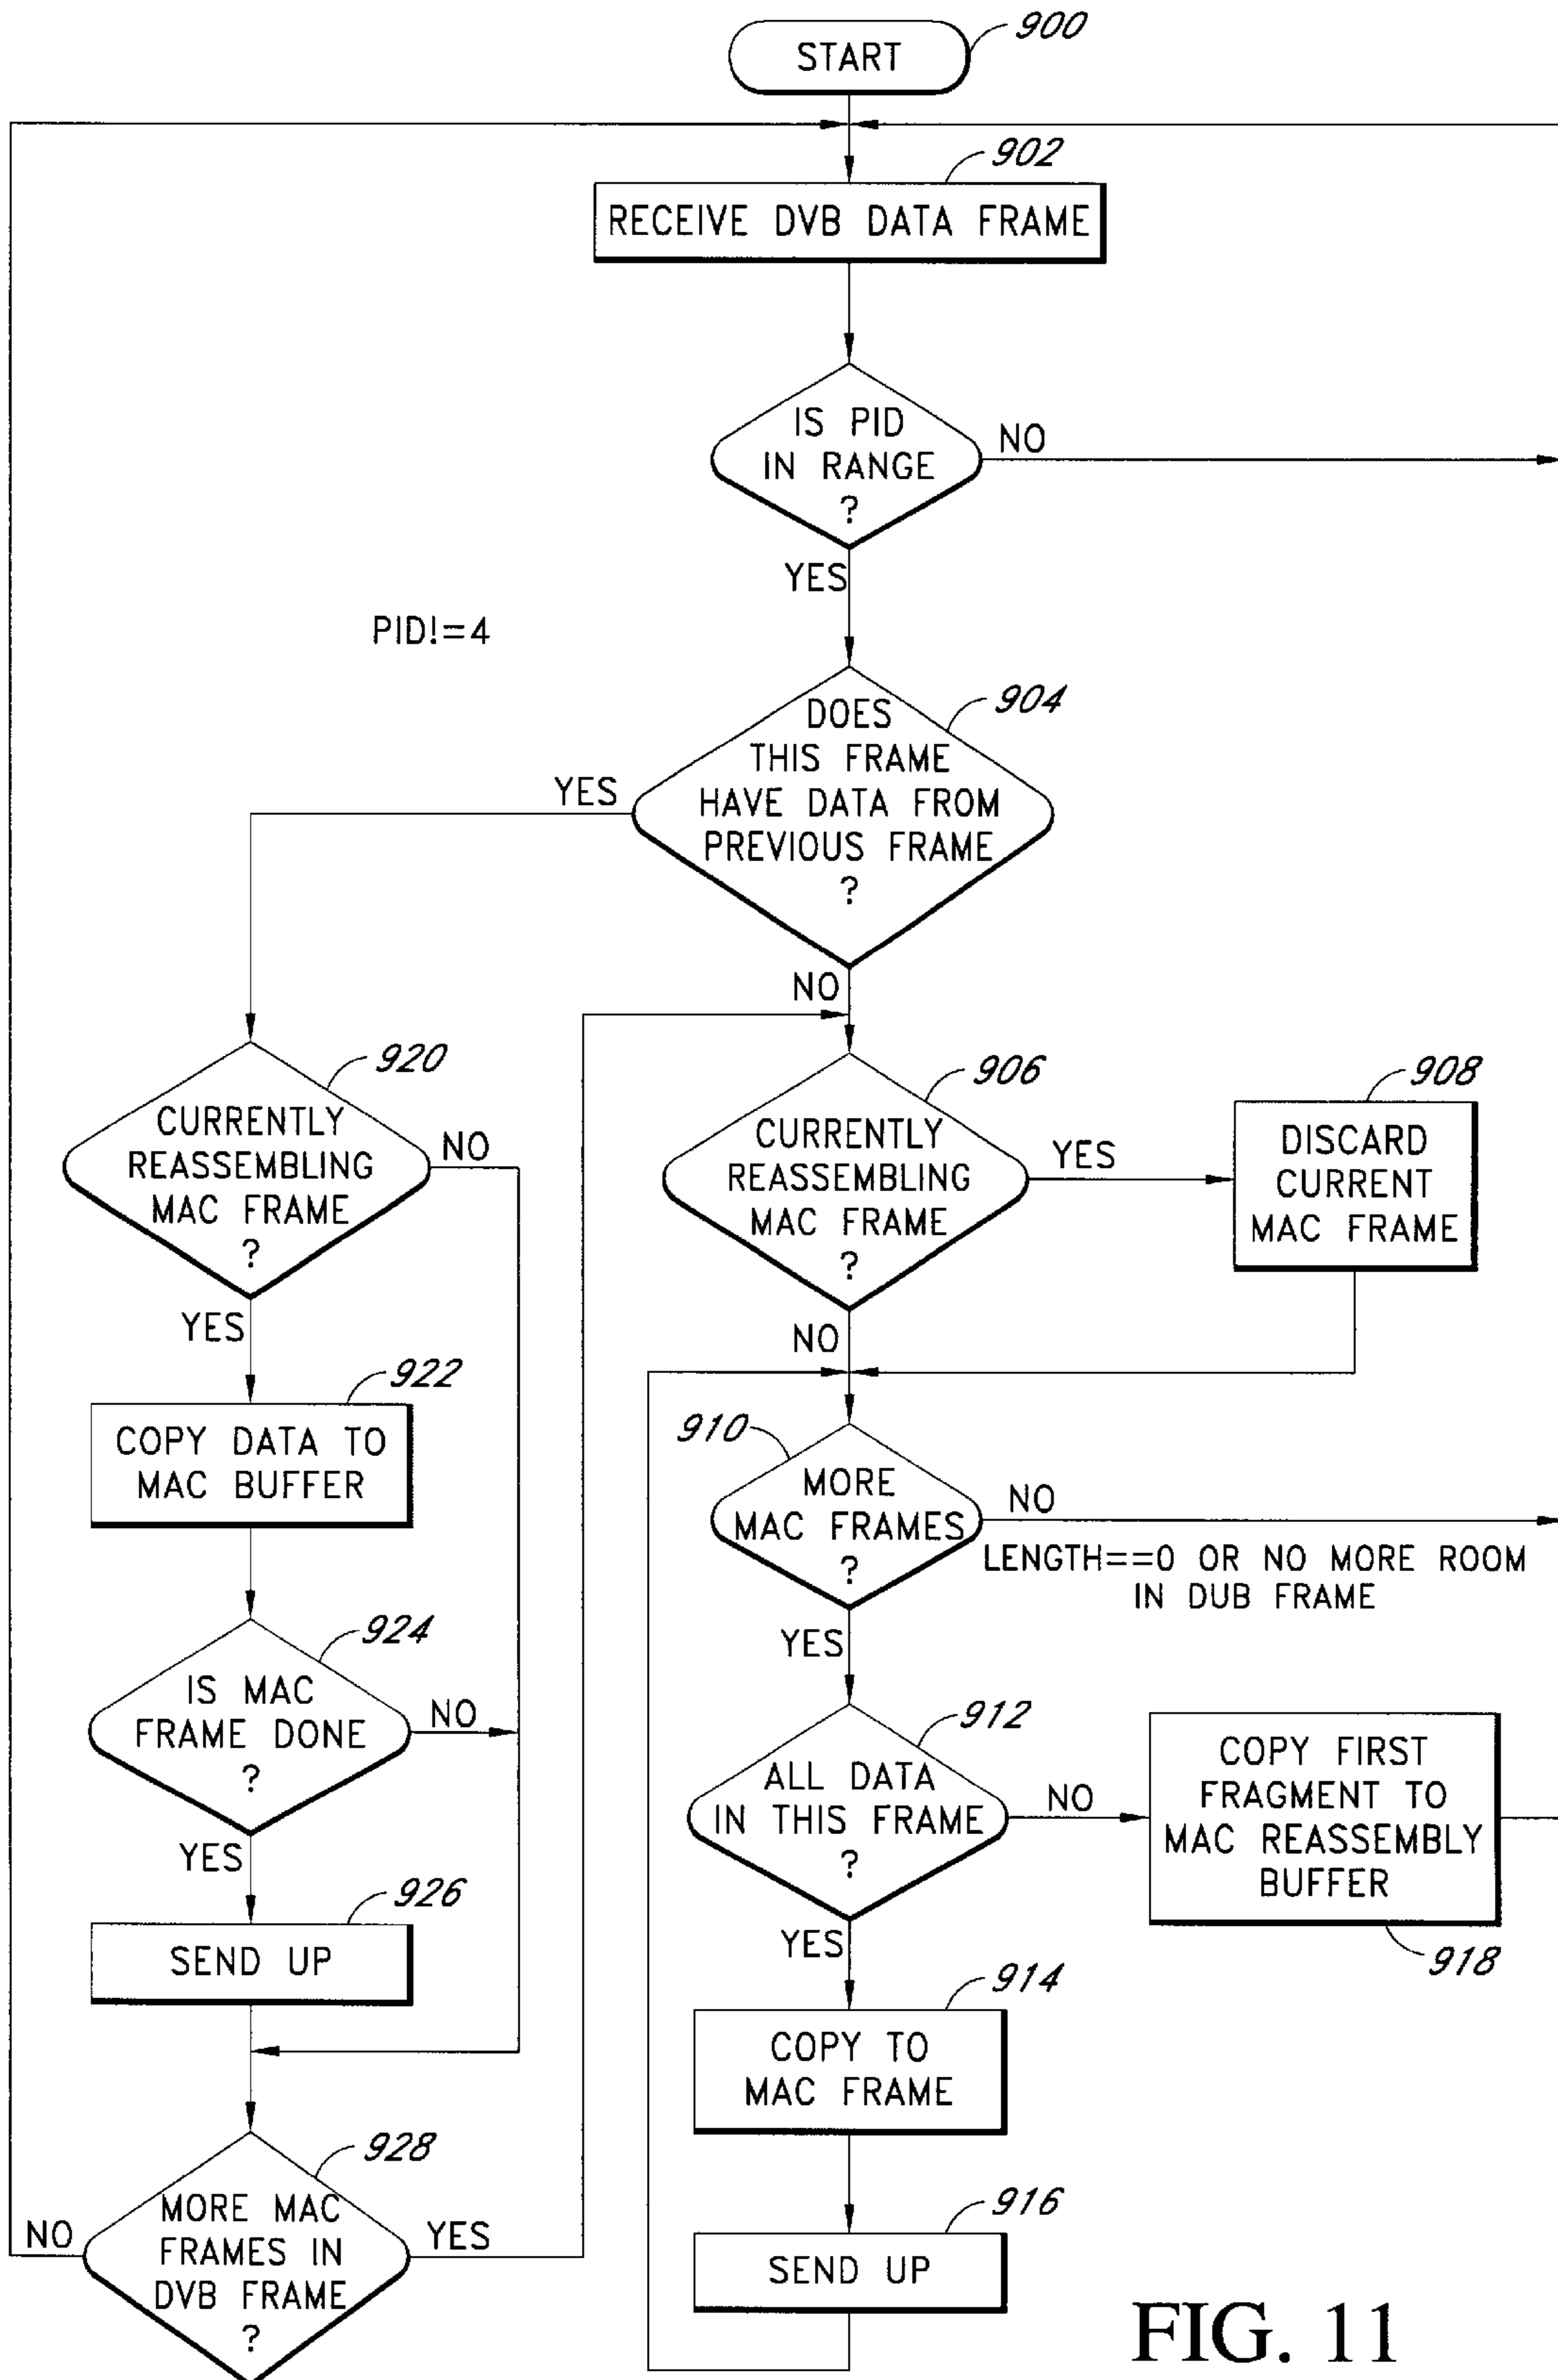 START
900
902
RECEIVE DVB DATA FRAME
IS PID
IN RANGE
?
NO
YES
PID!=4
904
DOES
THIS FRAME
HAVE DATA FROM
PREVIOUS FRAME
?
YES
NO
920
CURRENTLY
REASSEMBLING
MAC FRAME
?
NO
YES
906
CURRENTLY
REASSEMBLING
MAC FRAME
?
YES
NO
908
DISCARD
CURRENT
MAC FRAME
922
COPY DATA TO
MAC BUFFER
910
MORE
MAC FRAMES
?
NO
LENGTH==0 OR NO MORE ROOM
IN DUB FRAME
YES
924
IS MAC
FRAME DONE
?
NO
YES
912
ALL DATA
IN THIS FRAME
?
NO
YES
COPY FIRST
FRAGMENT TO
MAC REASSEMBLY
BUFFER
918
926
SEND UP
914
COPY TO
MAC FRAME
928
MORE MAC
FRAMES IN
DVB FRAME
?
NO
YES
916
SEND UP
FIG. 11